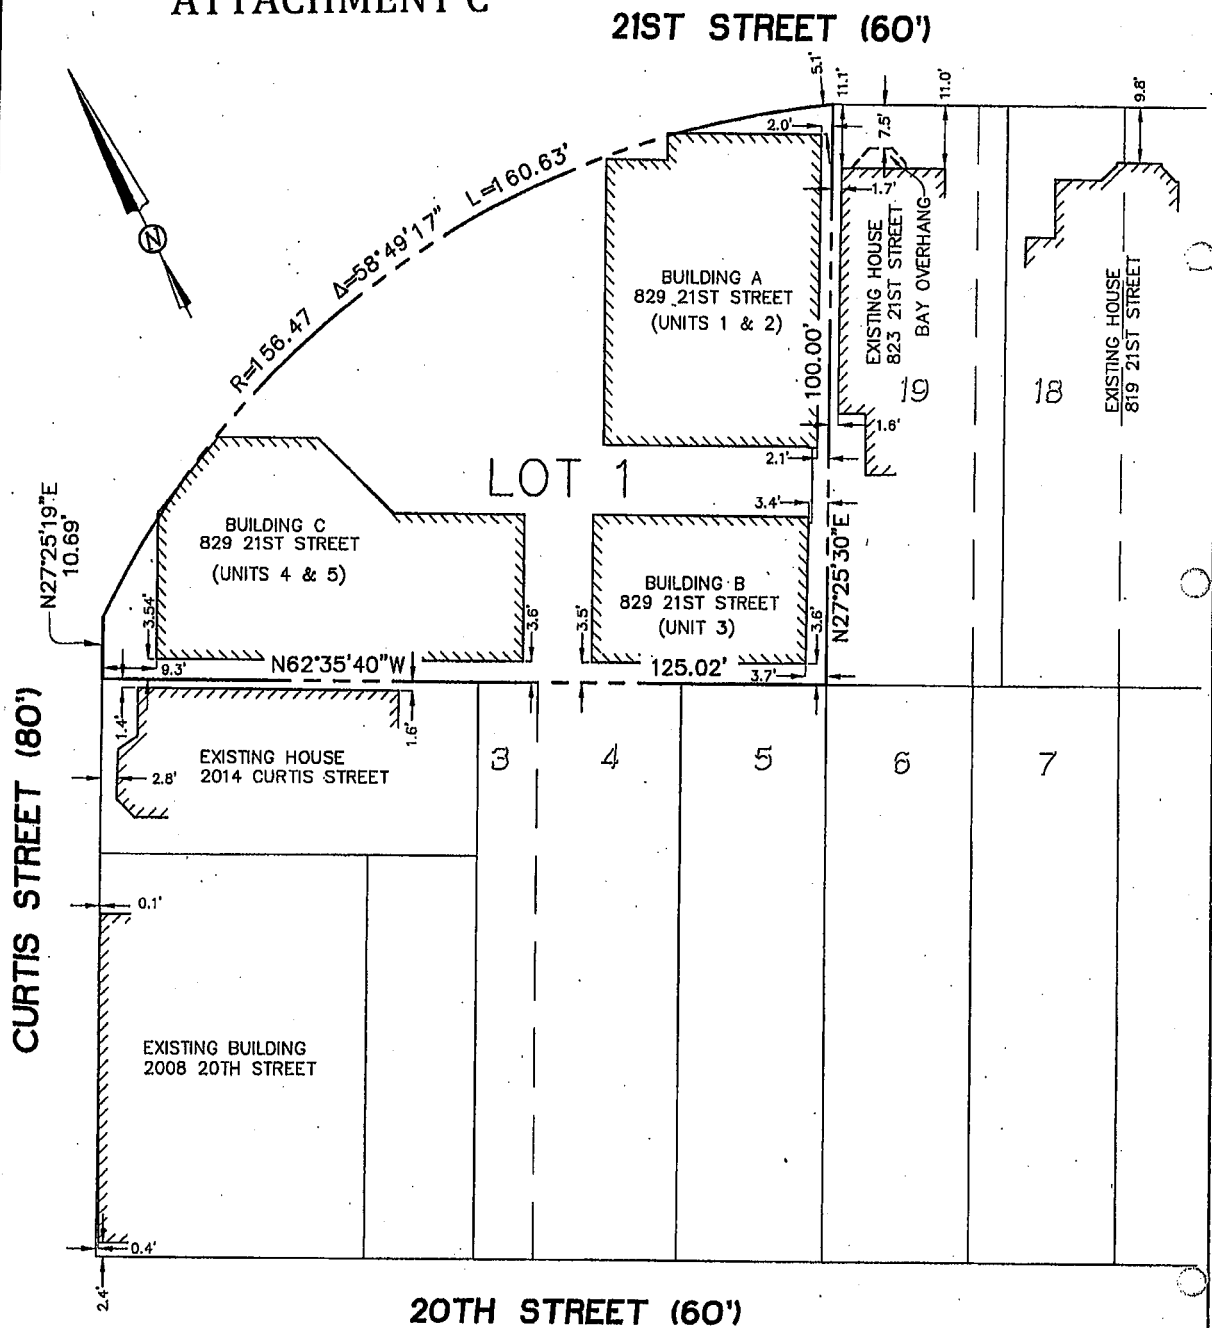 ATTACHMENT C
21ST STREET (60')
5.1'
11.1'
7.5'
11.0'
9.8'
2.0'
1.7'
L=160.63'
Δ=58°49'17"
R=156.47
N
BUILDING A
829 21ST STREET
(UNITS 1 & 2)
100.00'
EXISTING HOUSE
823 21ST STREET
BAY OVERHANG
EXISTING HOUSE
819 21ST STREET
19
18
1.6'
2.1'
LOT 1
3.4'
N27°25'19"E
10.69'
BUILDING C
829 21ST STREET
(UNITS 4 & 5)
BUILDING B
829 21ST STREET
(UNIT 3)
N27°25'30"E
3.54'
3.6'
3.5'
3.6'
9.3'
N62°35'40"W
125.02'
3.7'
1.4'
1.6'
2.8'
EXISTING HOUSE
2014 CURTIS STREET
3
4
5
6
7
CURTIS STREET (80')
0.1'
EXISTING BUILDING
2008 20TH STREET
0.4'
2.4'
20TH STREET (60')